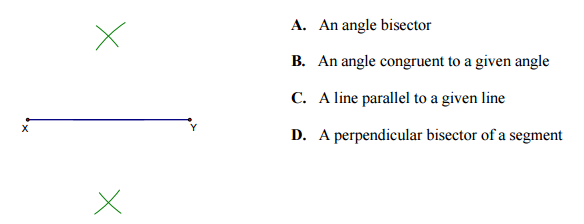 A. An angle bisector
B. An angle congruent to a given angle
X
Y
C. A line parallel to a given line
D. A perpendicular bisector of a segment